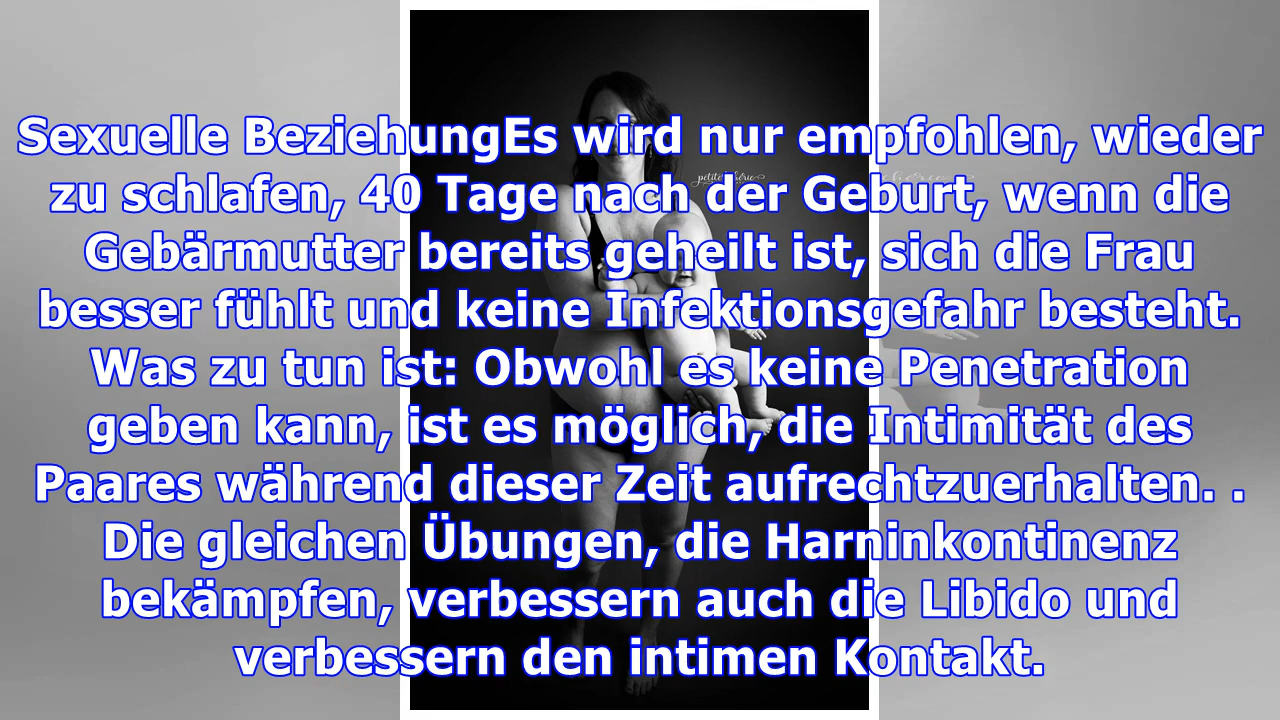 Sexuelle BeziehungEs wird nur empfohlen, wieder
zu schlafen, 40 Tage nach der Geburt, wenn die
petite chérie
Gebärmutter bereits geheilt ist, sich die Frau
besser fühlt und keine Infektionsgefahr besteht.
Was zu tun ist: Obwohl es keine Penetration
geben kann, ist es möglich, die Intimität des
Paares während dieser Zeit aufrechtzuerhalten. .
Die gleichen Übungen, die Harninkontinenz
bekämpfen, verbessern auch die Libido und
verbessern den intimen Kontakt.